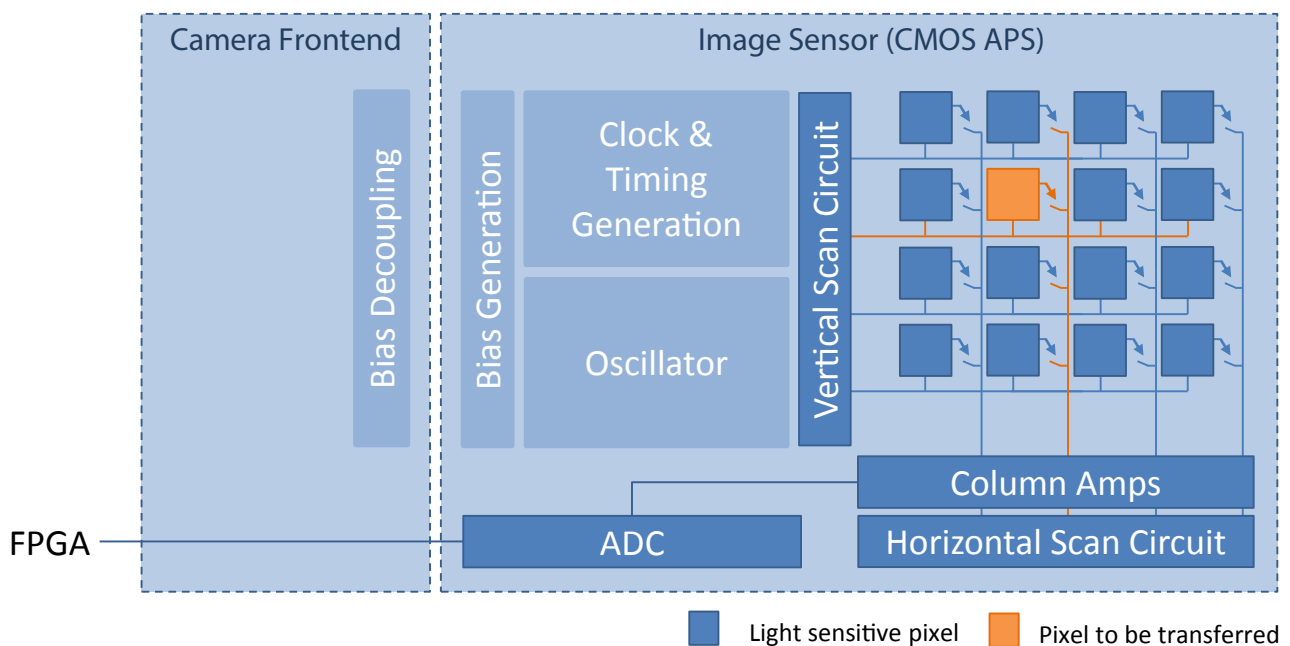 Camera Frontend
Image Sensor (CMOS APS)
Bias Decoupling
Bias Generation
Clock &
Timing
Generation
Oscillator
Vertical Scan Circuit
Column Amps
FPGA
ADC
Horizontal Scan Circuit
Light sensitive pixel
Pixel to be transferred